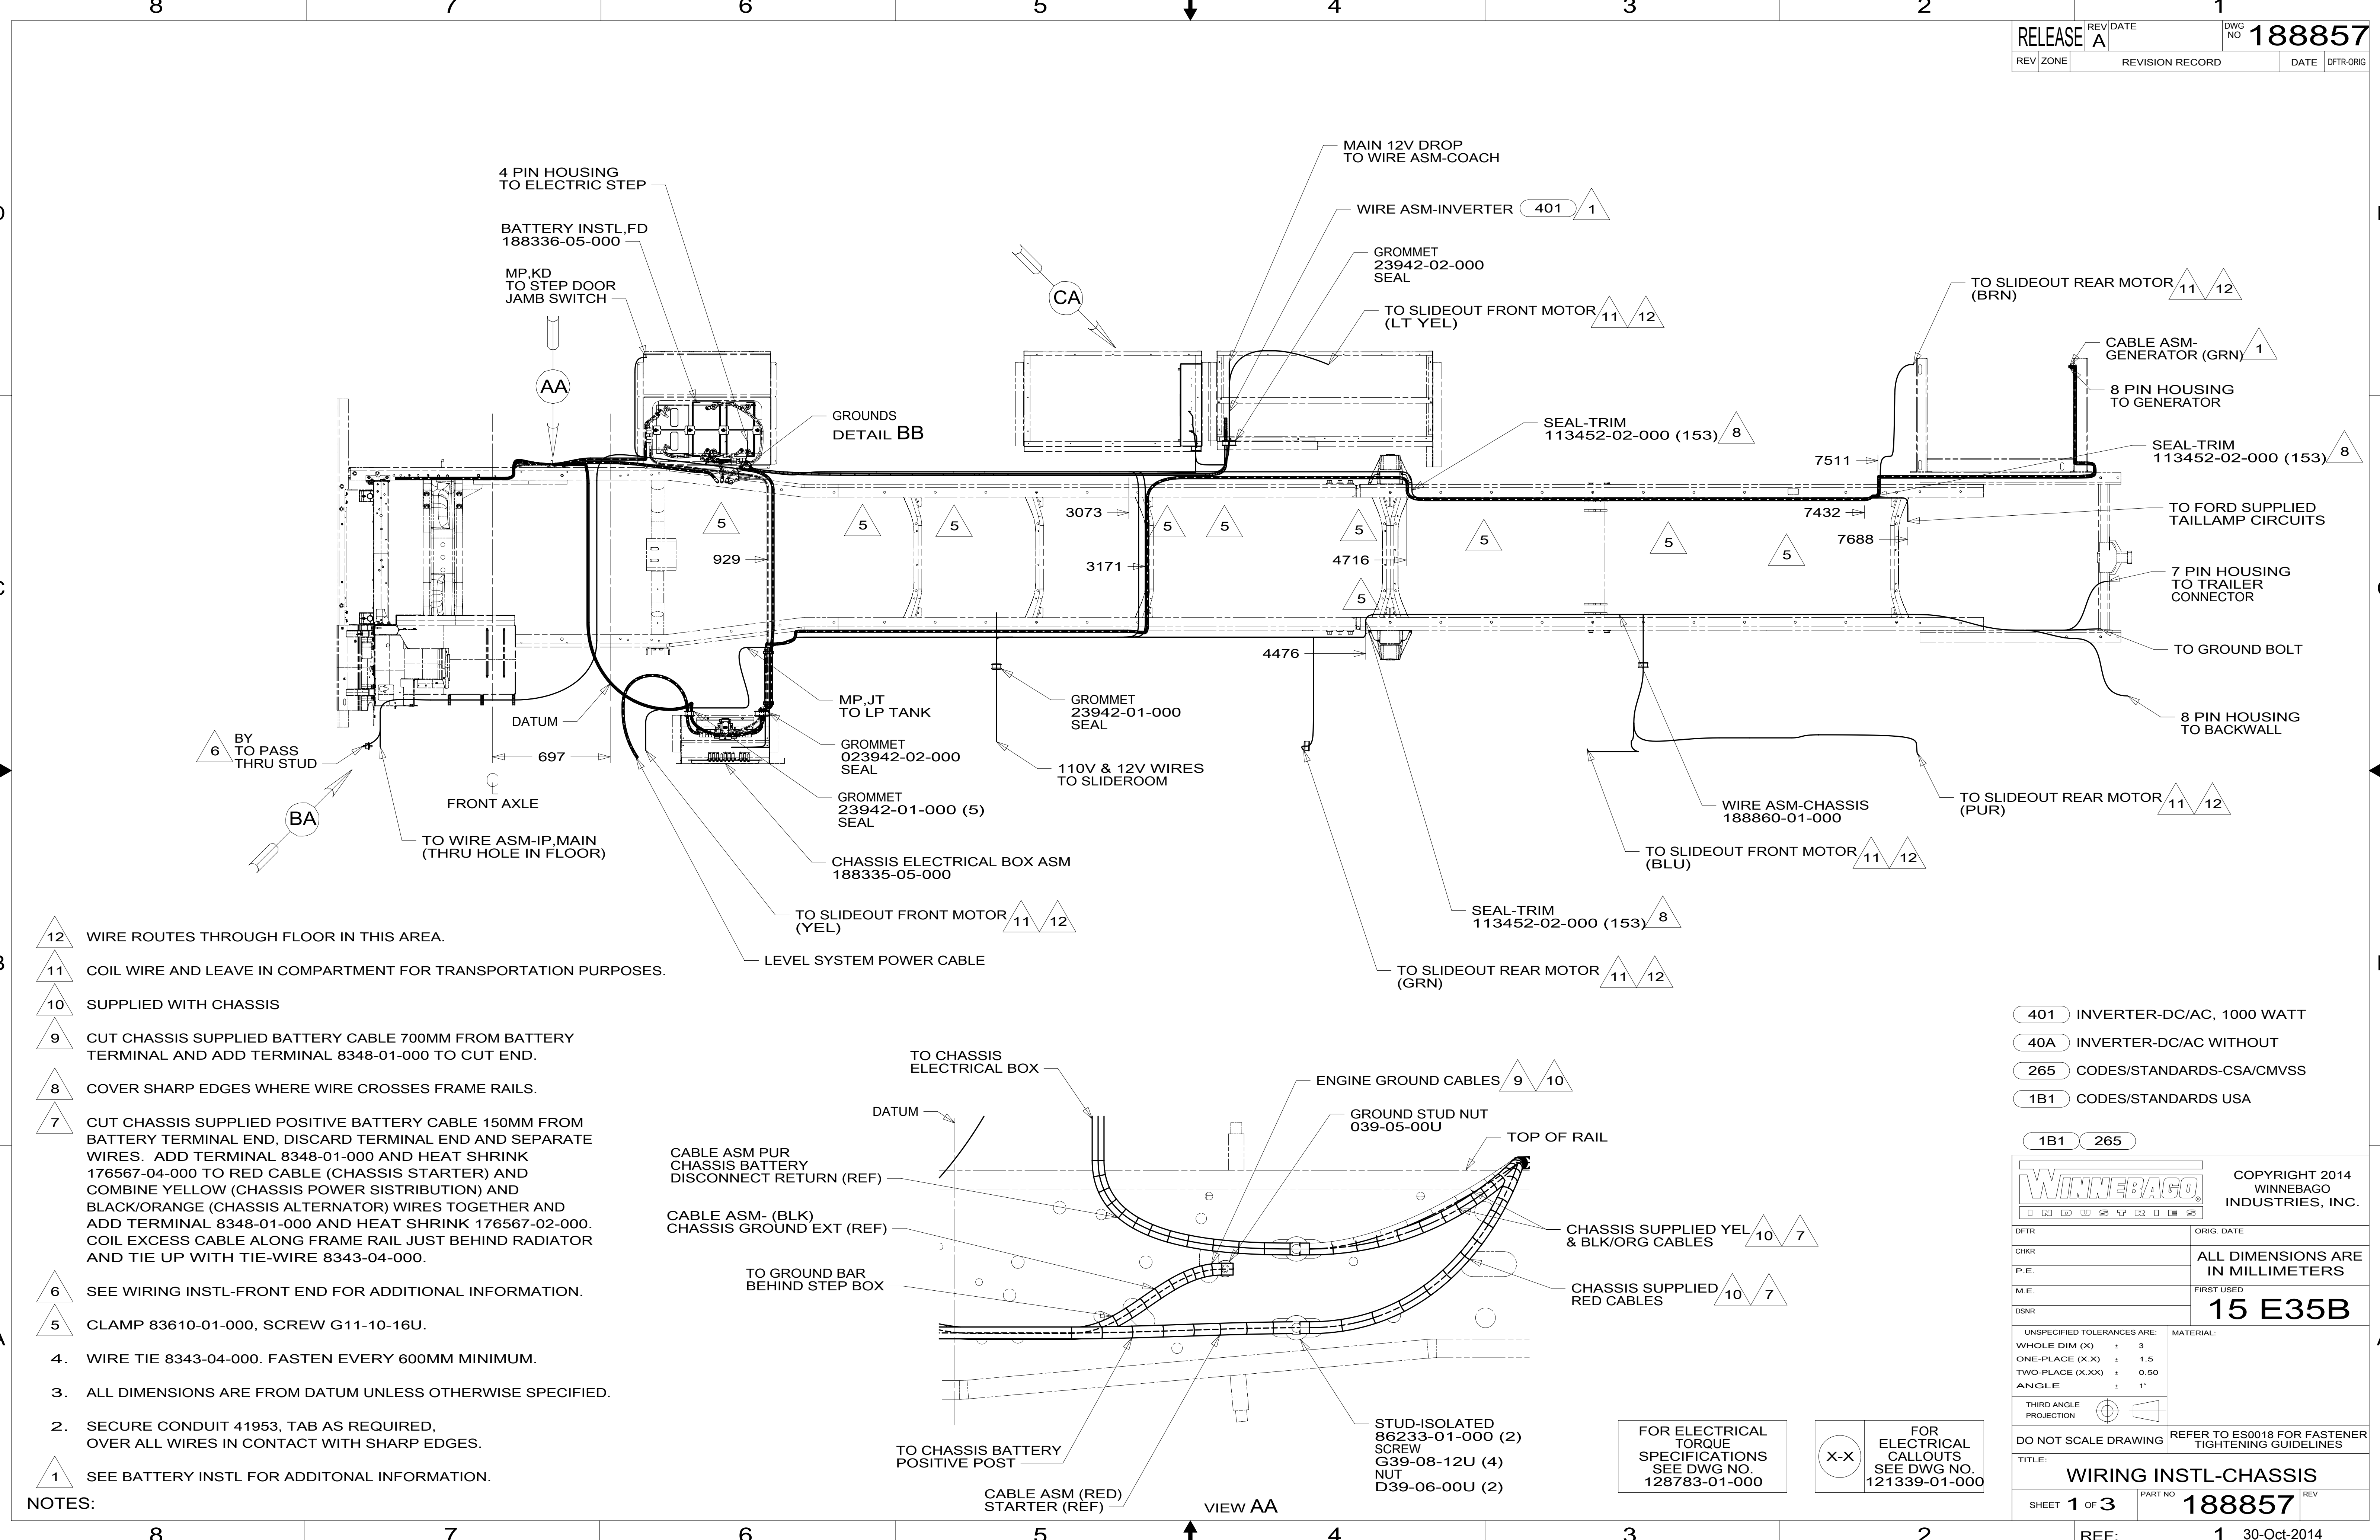 8 7 6 5 4 3 2 1
RELEASE
REV
A
DATE
DWG
NO
188857
REV ZONE REVISION RECORD DATE DFTR-ORIG
MAIN 12V DROP
TO WIRE ASM-COACH
4 PIN HOUSING
TO ELECTRIC STEP
WIRE ASM-INVERTER 401 1
BATTERY INSTL,FD
188336-05-000
GROMMET
23942-02-000
SEAL
MP,KD
TO STEP DOOR
JAMB SWITCH
CA
TO SLIDEOUT FRONT MOTOR 11 12
(LT YEL)
TO SLIDEOUT REAR MOTOR 11 12
(BRN)
CABLE ASM-
GENERATOR (GRN) 1
AA
8 PIN HOUSING
TO GENERATOR
GROUNDS
DETAIL BB
SEAL-TRIM
113452-02-000 (153) 8
SEAL-TRIM
113452-02-000 (153) 8
7511
3073
7432
TO FORD SUPPLIED
TAILLAMP CIRCUITS
5 5 5 5 5 5 5 5 5
7688
929
3171
4716
5
7 PIN HOUSING
TO TRAILER
CONNECTOR
4476
TO GROUND BOLT
MP,JT
TO LP TANK
GROMMET
23942-01-000
SEAL
DATUM
8 PIN HOUSING
TO BACKWALL
6 BY
TO PASS
THRU STUD
697
GROMMET
023942-02-000
SEAL
110V & 12V WIRES
TO SLIDEROOM
FRONT AXLE
GROMMET
23942-01-000 (5)
SEAL
WIRE ASM-CHASSIS
188860-01-000
TO SLIDEOUT REAR MOTOR 11 12
(PUR)
BA
TO WIRE ASM-IP,MAIN
(THRU HOLE IN FLOOR)
CHASSIS ELECTRICAL BOX ASM
188335-05-000
TO SLIDEOUT FRONT MOTOR 11 12
(BLU)
TO SLIDEOUT FRONT MOTOR 11 12
(YEL)
SEAL-TRIM
113452-02-000 (153) 8
LEVEL SYSTEM POWER CABLE
TO SLIDEOUT REAR MOTOR 11 12
(GRN)
12 WIRE ROUTES THROUGH FLOOR IN THIS AREA.
11 COIL WIRE AND LEAVE IN COMPARTMENT FOR TRANSPORTATION PURPOSES.
10 SUPPLIED WITH CHASSIS
9 CUT CHASSIS SUPPLIED BATTERY CABLE 700MM FROM BATTERY
TERMINAL AND ADD TERMINAL 8348-01-000 TO CUT END.
8 COVER SHARP EDGES WHERE WIRE CROSSES FRAME RAILS.
7 CUT CHASSIS SUPPLIED POSITIVE BATTERY CABLE 150MM FROM
BATTERY TERMINAL END, DISCARD TERMINAL END AND SEPARATE
WIRES. ADD TERMINAL 8348-01-000 AND HEAT SHRINK
176567-04-000 TO RED CABLE (CHASSIS STARTER) AND
COMBINE YELLOW (CHASSIS POWER SISTRIBUTION) AND
BLACK/ORANGE (CHASSIS ALTERNATOR) WIRES TOGETHER AND
ADD TERMINAL 8348-01-000 AND HEAT SHRINK 176567-02-000.
COIL EXCESS CABLE ALONG FRAME RAIL JUST BEHIND RADIATOR
AND TIE UP WITH TIE-WIRE 8343-04-000.
6 SEE WIRING INSTL-FRONT END FOR ADDITIONAL INFORMATION.
5 CLAMP 83610-01-000, SCREW G11-10-16U.
4. WIRE TIE 8343-04-000. FASTEN EVERY 600MM MINIMUM.
3. ALL DIMENSIONS ARE FROM DATUM UNLESS OTHERWISE SPECIFIED.
2. SECURE CONDUIT 41953, TAB AS REQUIRED,
OVER ALL WIRES IN CONTACT WITH SHARP EDGES.
1 SEE BATTERY INSTL FOR ADDITONAL INFORMATION.
NOTES:
TO CHASSIS
ELECTRICAL BOX
ENGINE GROUND CABLES 9 10
DATUM
GROUND STUD NUT
039-05-00U
TOP OF RAIL
CABLE ASM PUR
CHASSIS BATTERY
DISCONNECT RETURN (REF)
CABLE ASM- (BLK)
CHASSIS GROUND EXT (REF)
CHASSIS SUPPLIED YEL
& BLK/ORG CABLES 10 7
TO GROUND BAR
BEHIND STEP BOX
CHASSIS SUPPLIED
RED CABLES 10 7
TO CHASSIS BATTERY
POSITIVE POST
STUD-ISOLATED
86233-01-000 (2)
SCREW
G39-08-12U (4)
NUT
D39-06-00U (2)
CABLE ASM (RED)
STARTER (REF)
VIEW AA
FOR ELECTRICAL
TORQUE
SPECIFICATIONS
SEE DWG NO.
128783-01-000
X-X
FOR
ELECTRICAL
CALLOUTS
SEE DWG NO.
121339-01-000
401 INVERTER-DC/AC, 1000 WATT
40A INVERTER-DC/AC WITHOUT
265 CODES/STANDARDS-CSA/CMVSS
1B1 CODES/STANDARDS USA
1B1 265
WINNEBAGO
INDUSTRIES
COPYRIGHT 2014
WINNEBAGO
INDUSTRIES, INC.
DFTR
ORIG. DATE
CHKR
ALL DIMENSIONS ARE
IN MILLIMETERS
P.E.
M.E.
FIRST USED
15 E35B
DSNR
UNSPECIFIED TOLERANCES ARE:
MATERIAL:
WHOLE DIM (X) ± 3
ONE-PLACE (X.X) ± 1.5
TWO-PLACE (X.XX) ± 0.50
ANGLE ± 1°
THIRD ANGLE
PROJECTION
DO NOT SCALE DRAWING
REFER TO ES0018 FOR FASTENER
TIGHTENING GUIDELINES
TITLE:
WIRING INSTL-CHASSIS
SHEET 1 OF 3
PART NO
188857
REV
8 7 6 5 4 3 2 1
REF:
30-Oct-2014